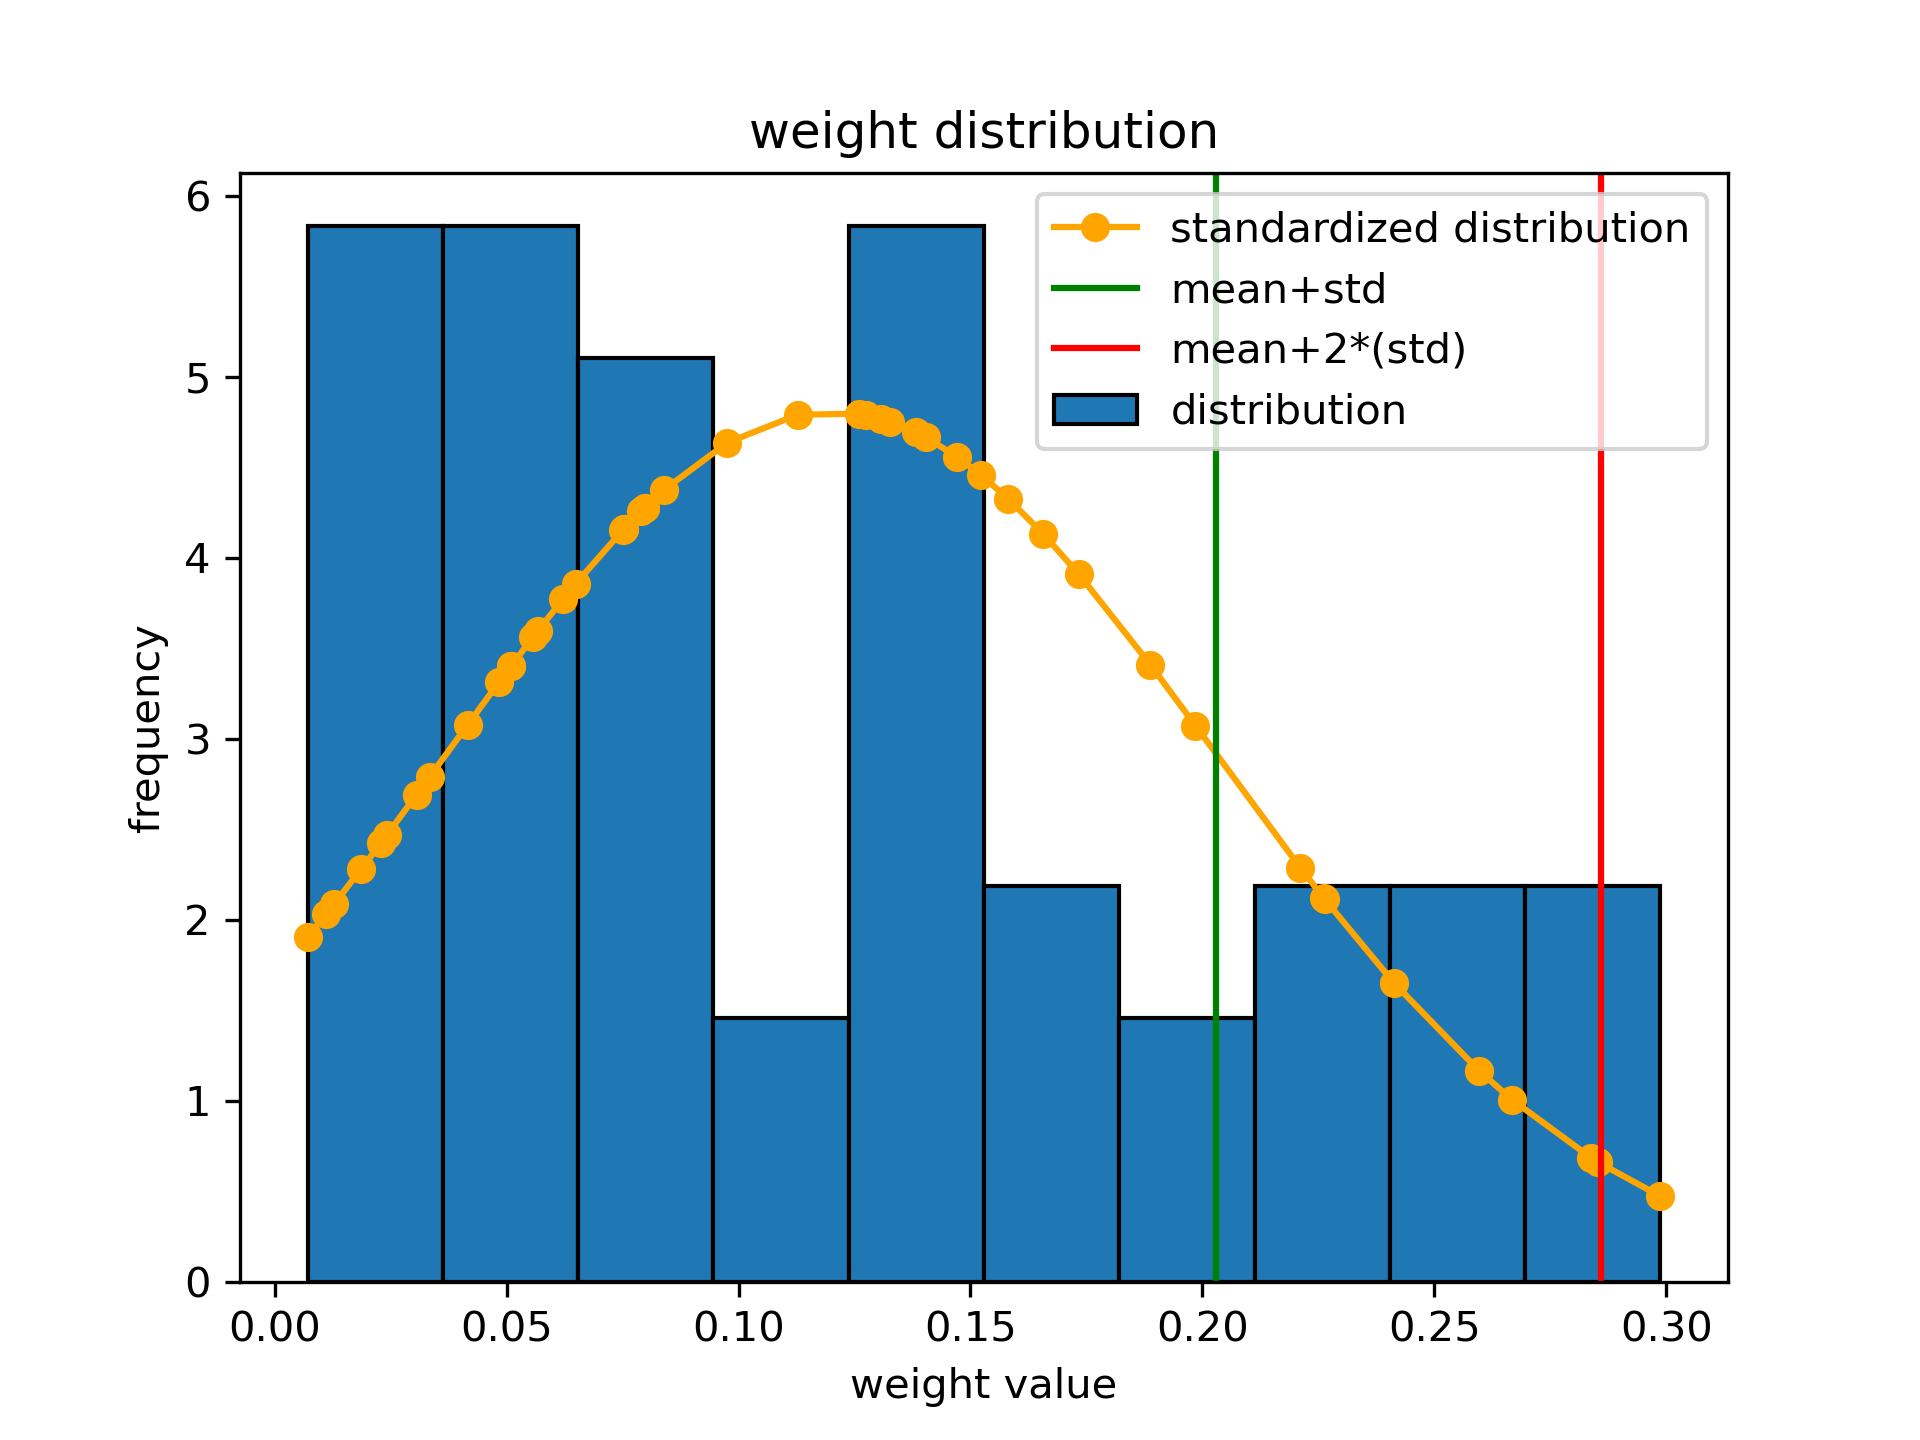 weight distribution
standardized distribution
mean+std
mean+2*(std)
distribution
frequency
6
5
4
3
2
1
0
0.00 0.05 0.10 0.15 0.20 0.25 0.30
weight value